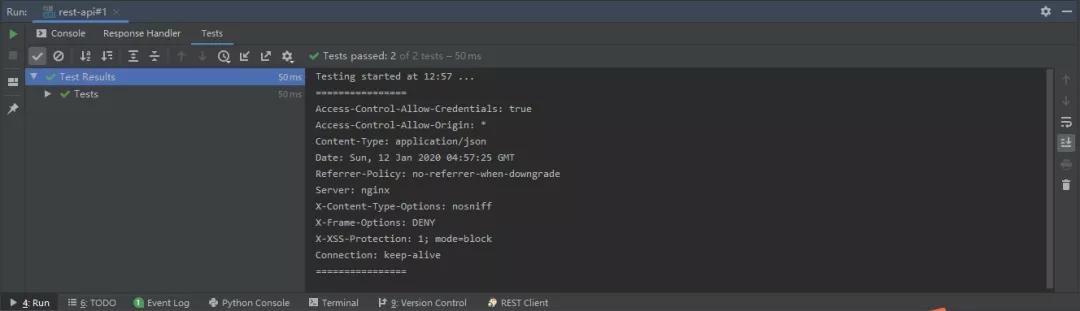 Run: rest-api#1
Console Response Handler Tests
Tests passed: 2 of 2 tests – 50 ms
Test Results 50 ms
Tests 50 ms
Testing started at 12:57 ...
================
Access-Control-Allow-Credentials: true
Access-Control-Allow-Origin: *
Content-Type: application/json
Date: Sun, 12 Jan 2020 04:57:25 GMT
Referrer-Policy: no-referrer-when-downgrade
Server: nginx
X-Content-Type-Options: nosniff
X-Frame-Options: DENY
X-XSS-Protection: 1; mode=block
Connection: keep-alive
================
4: Run 6: TODO 1 Event Log Python Console Terminal 9: Version Control REST Client